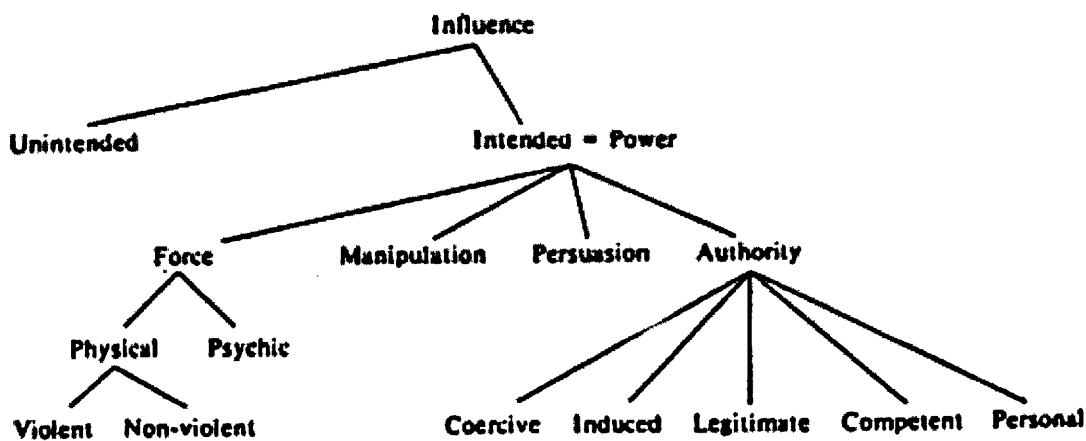 Influence
Unintended
Intended = Power
Force Manipulation Persuasion Authority
Physical Psychic
Violent Non-violent Coercive Induced Legitimate Competent Personal